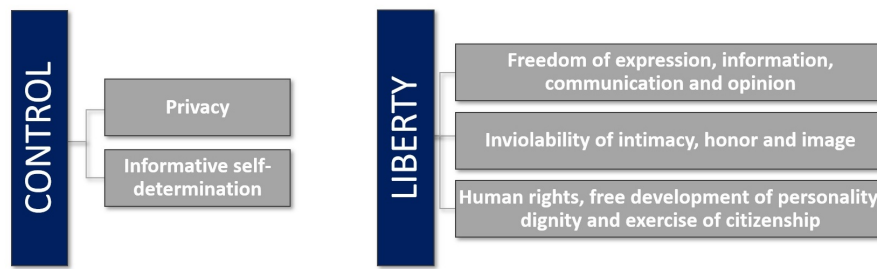 CONTROL
Privacy
Informative self-
determination
LIBERTY
Freedom of expression, information,
communication and opinion
Inviolability of intimacy, honor and image
Human rights, free development of personality
dignity and exercise of citizenship